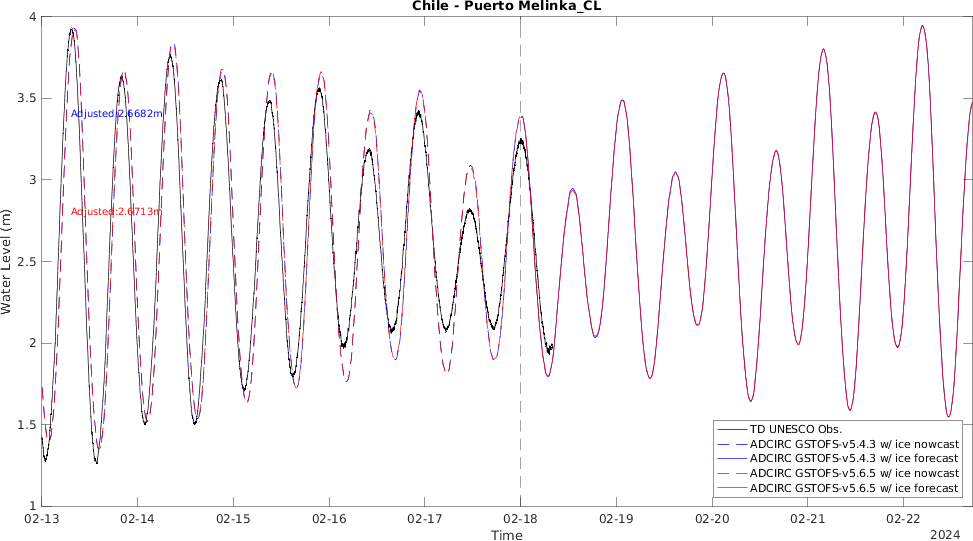 Chile - Puerto Melinka_CL
4
3.5
3
2.5
2
1.5
1
Water Level (m)
Adjusted:2.6682m
Adjusted:2.6713m
TD UNESCO Obs.
ADCIRC GSTOFS-v5.4.3 w/ ice nowcast
ADCIRC GSTOFS-v5.4.3 w/ ice forecast
ADCIRC GSTOFS-v5.6.5 w/ ice nowcast
ADCIRC GSTOFS-v5.6.5 w/ ice forecast
02-13 02-14 02-15 02-16 02-17 02-18 02-19 02-20 02-21 02-22
Time
2024